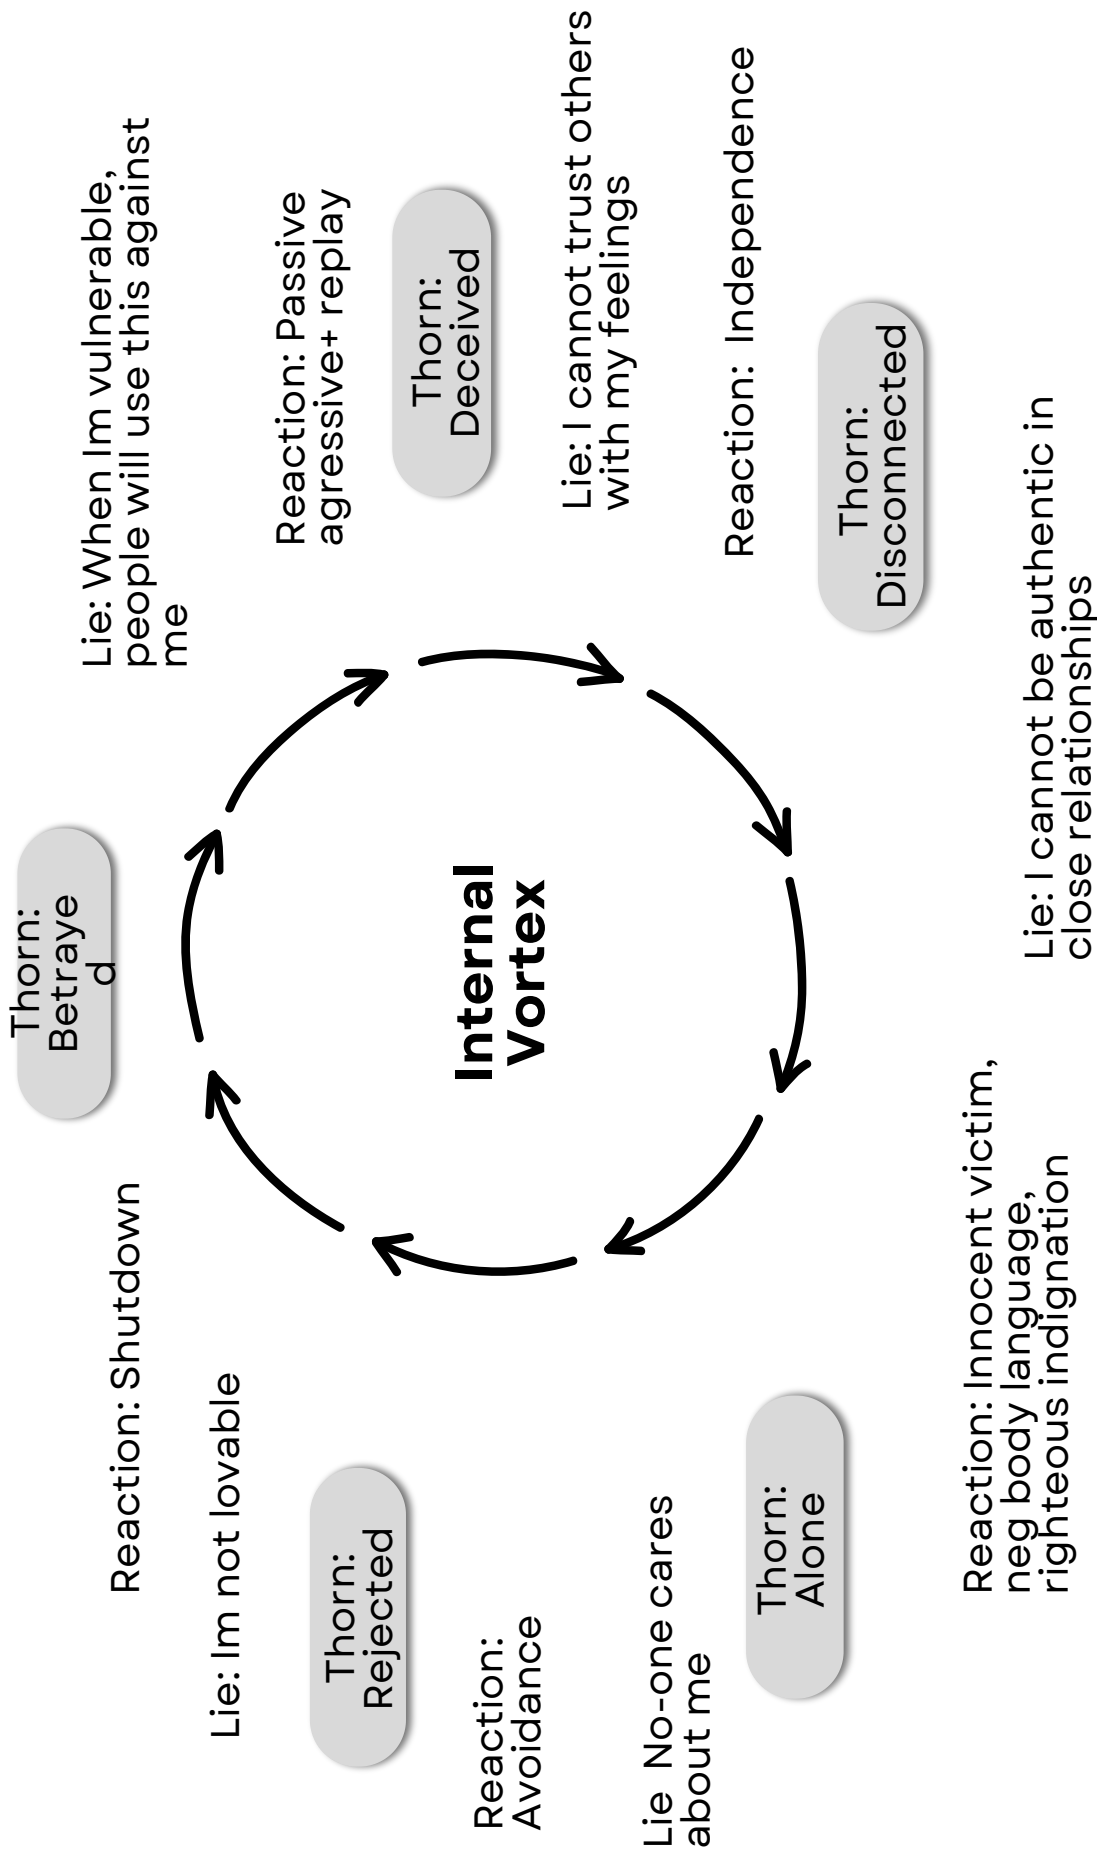 Thorn:
Betraye
d
Lie: When Im vulnerable,
people will use this against
me
Reaction: Passive
agressive+ replay
Thorn:
Deceived
Lie: I cannot trust others
with my feelings
Reaction:  Independence
Thorn:
Disconnected
Lie: I cannot be authentic in
close relationships
Reaction: Innocent victim,
neg body language,
righteous indignation
Thorn:
Alone
Lie  No-one cares
about me
Reaction:
Avoidance
Thorn:
Rejected
Lie: Im not lovable
Reaction: Shutdown
Internal
Vortex